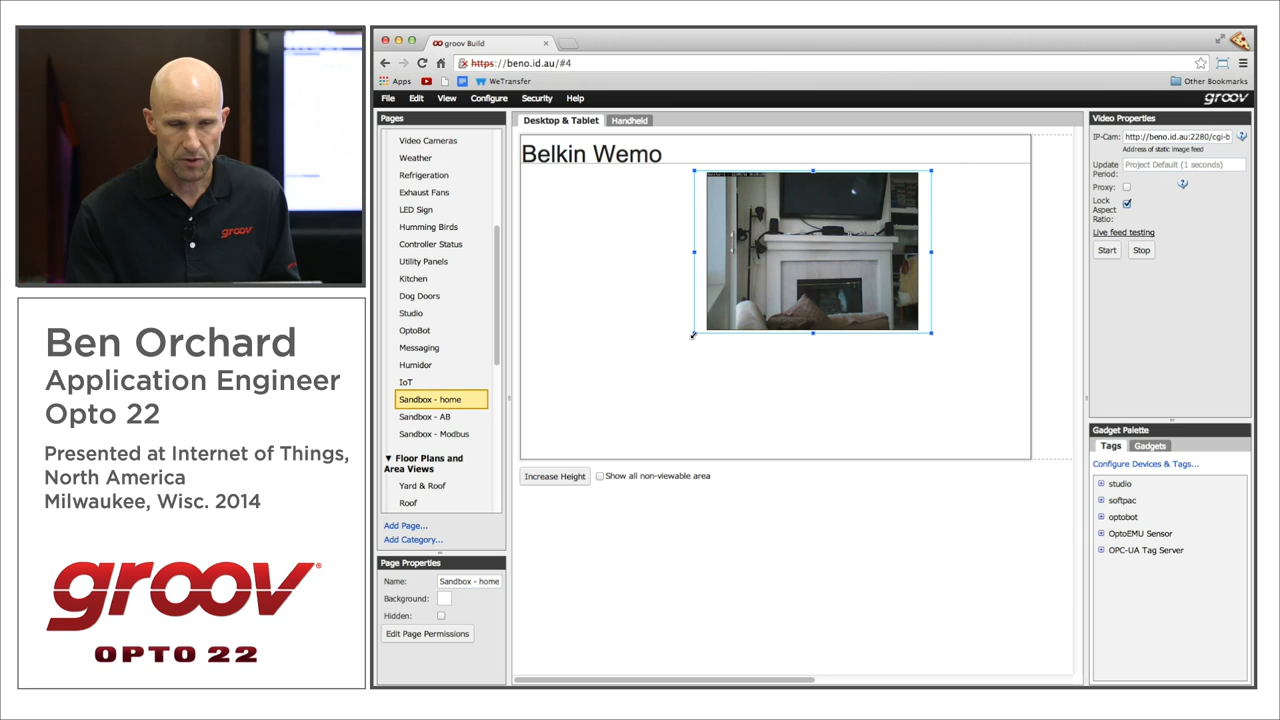 groov
Ben Orchard
Application Engineer
Opto 22
Presented at Internet of Things,
North America
Milwaukee, Wisc. 2014
groov®
OPTO 22
groov Build
https://beno.id.au/#4
Apps
WeTransfer
Other Bookmarks
File Edit View Configure Security Help
groov
Pages
Video Cameras
Weather
Refrigeration
Exhaust Fans
LED Sign
Humming Birds
Controller Status
Utility Panels
Kitchen
Dog Doors
Studio
OptoBot
Messaging
Humidor
IoT
Sandbox - home
Sandbox - AB
Sandbox - Modbus
▼ Floor Plans and
Area Views
Yard & Roof
Roof
Add Page...
Add Category...
Page Properties
Name: Sandbox - home
Background:
Hidden:
Edit Page Permissions
Desktop & Tablet Handheld
Belkin Wemo
Increase Height Show all non-viewable area
Video Properties
IP-Cam: http://beno.id.au:2280/cgi-b
Address of static image feed
Update
Period: Project Default (1 seconds)
Proxy:
Lock
Aspect
Ratio:
Live feed testing
Start Stop
Gadget Palette
Tags Gadgets
Configure Devices & Tags...
studio
softpac
optobot
OptoEMU Sensor
OPC-UA Tag Server